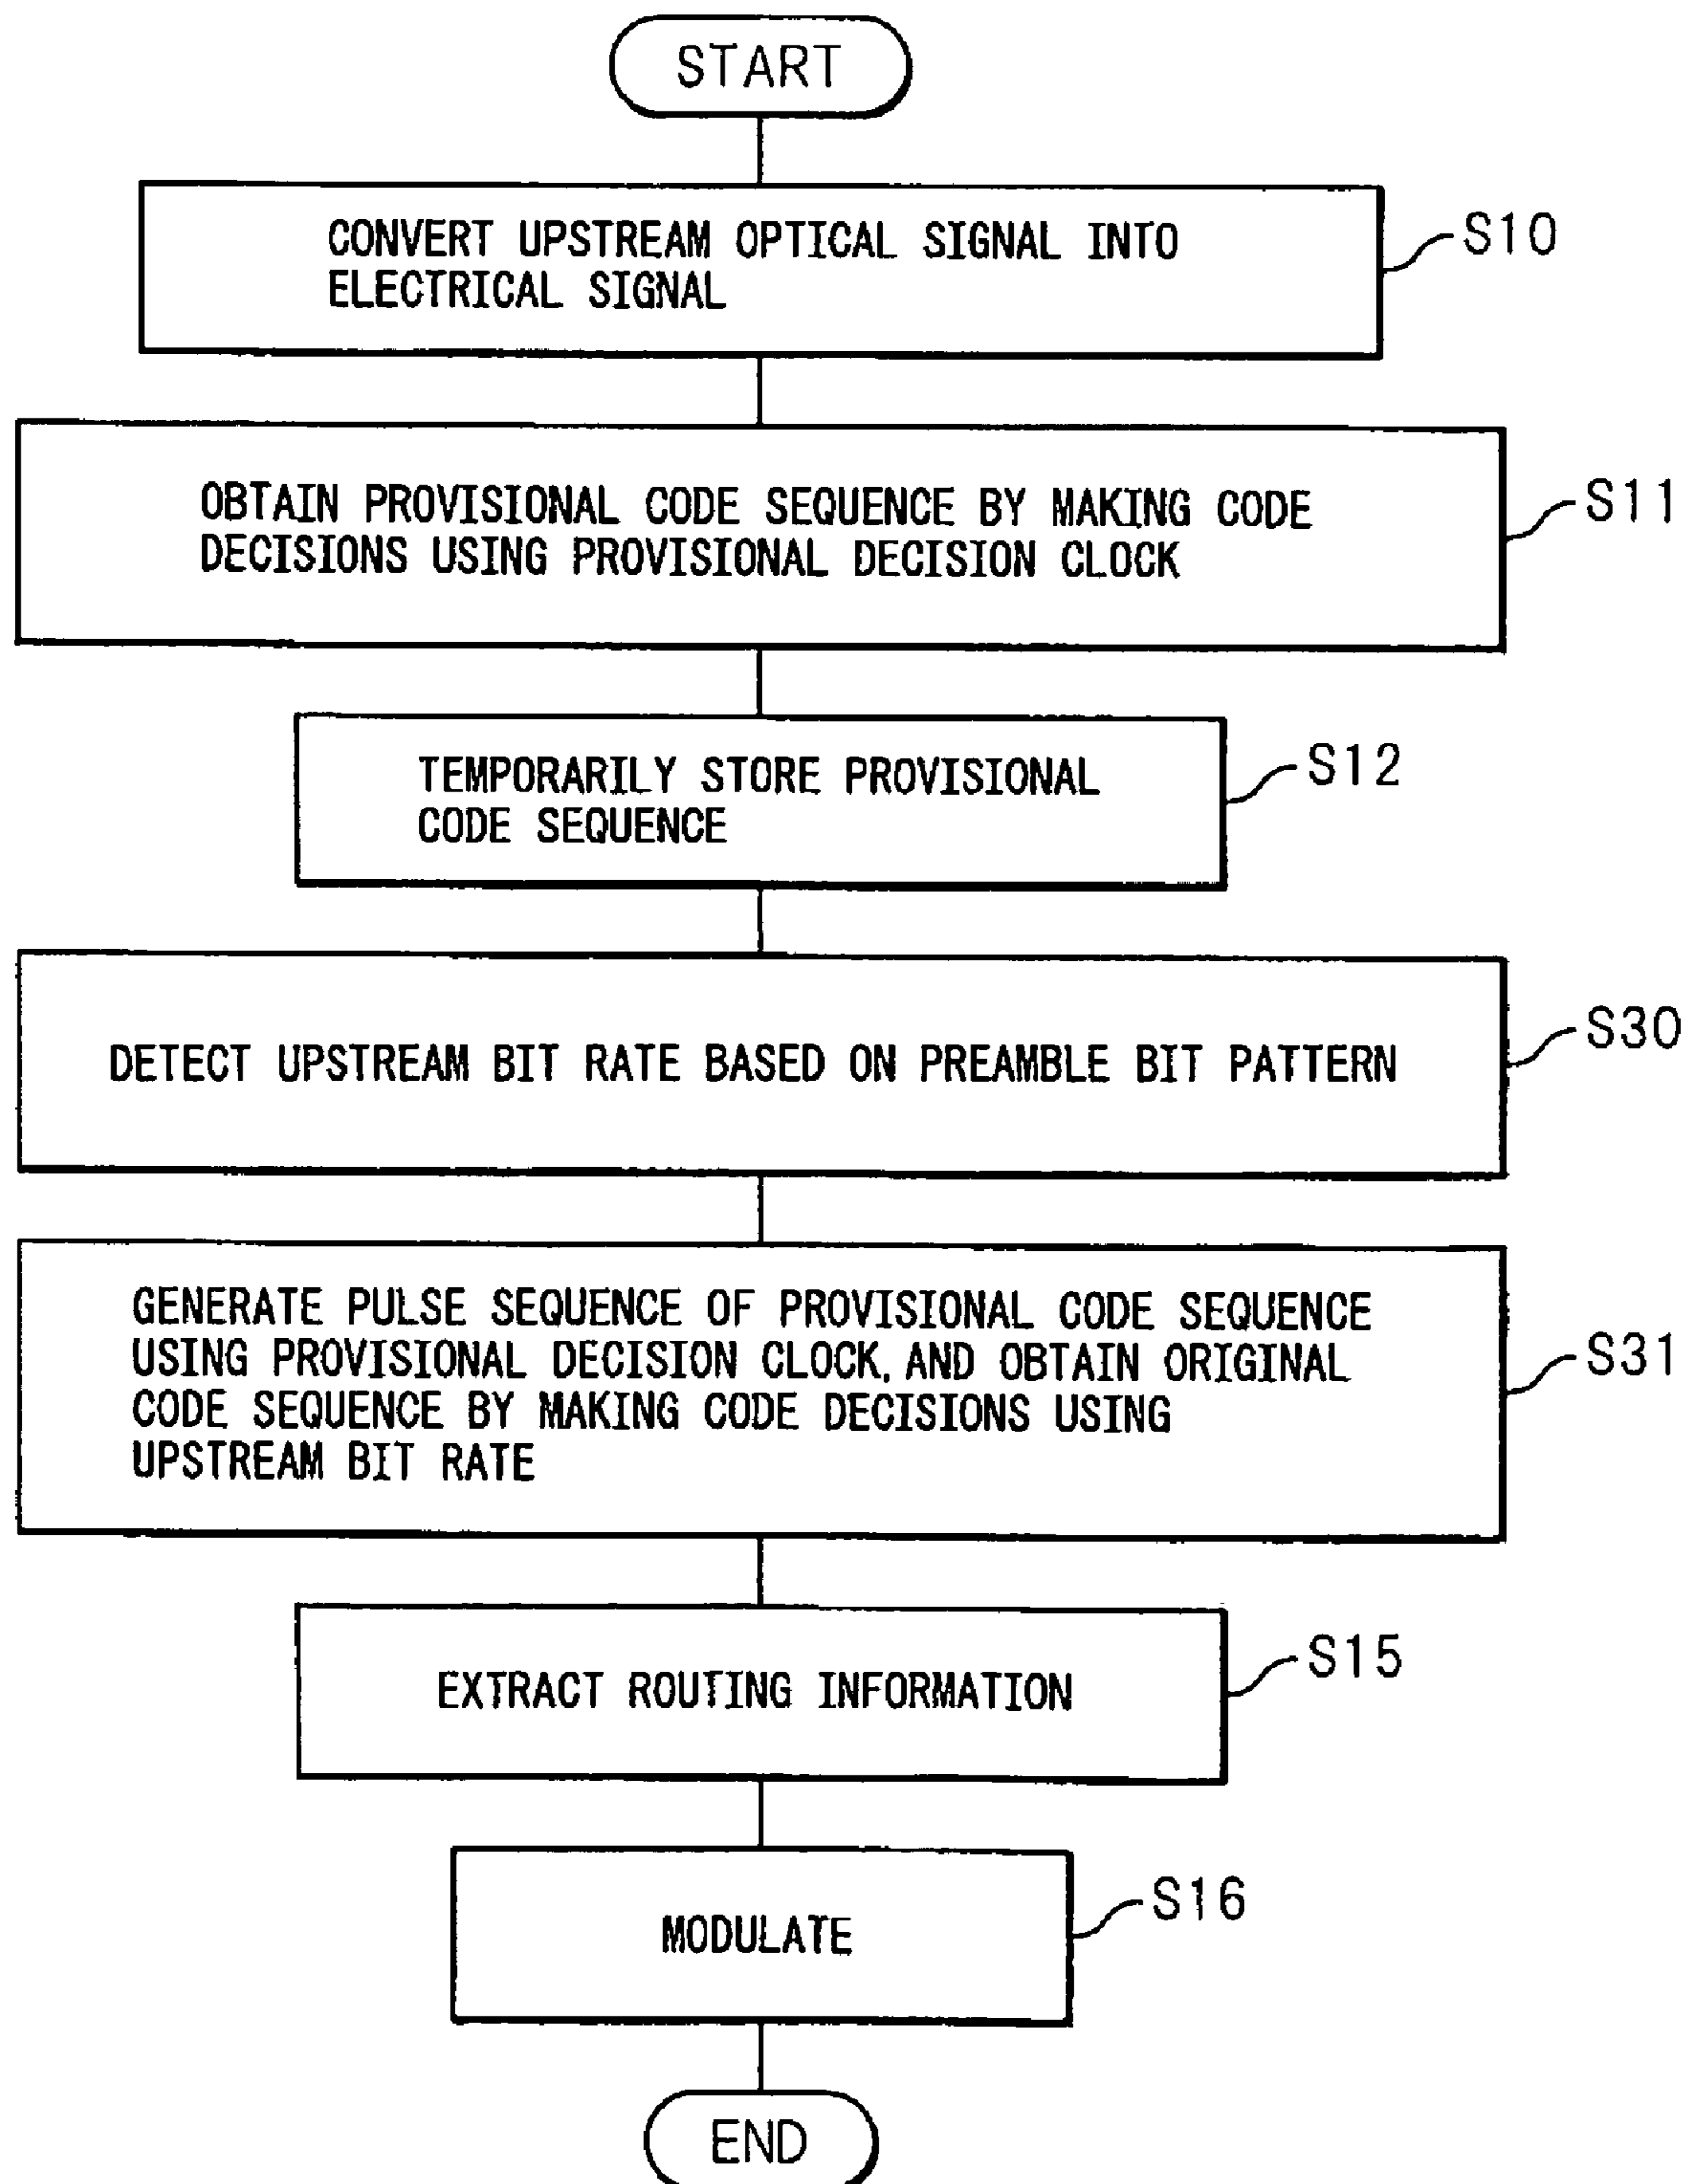 START
CONVERT UPSTREAM OPTICAL SIGNAL INTO
ELECTRICAL SIGNAL
S10
OBTAIN PROVISIONAL CODE SEQUENCE BY MAKING CODE
DECISIONS USING PROVISIONAL DECISION CLOCK
S11
TEMPORARILY STORE PROVISIONAL
CODE SEQUENCE
S12
DETECT UPSTREAM BIT RATE BASED ON PREAMBLE BIT PATTERN
S30
GENERATE PULSE SEQUENCE OF PROVISIONAL CODE SEQUENCE
USING PROVISIONAL DECISION CLOCK, AND OBTAIN ORIGINAL
CODE SEQUENCE BY MAKING CODE DECISIONS USING
UPSTREAM BIT RATE
S31
EXTRACT ROUTING INFORMATION
S15
MODULATE
S16
END